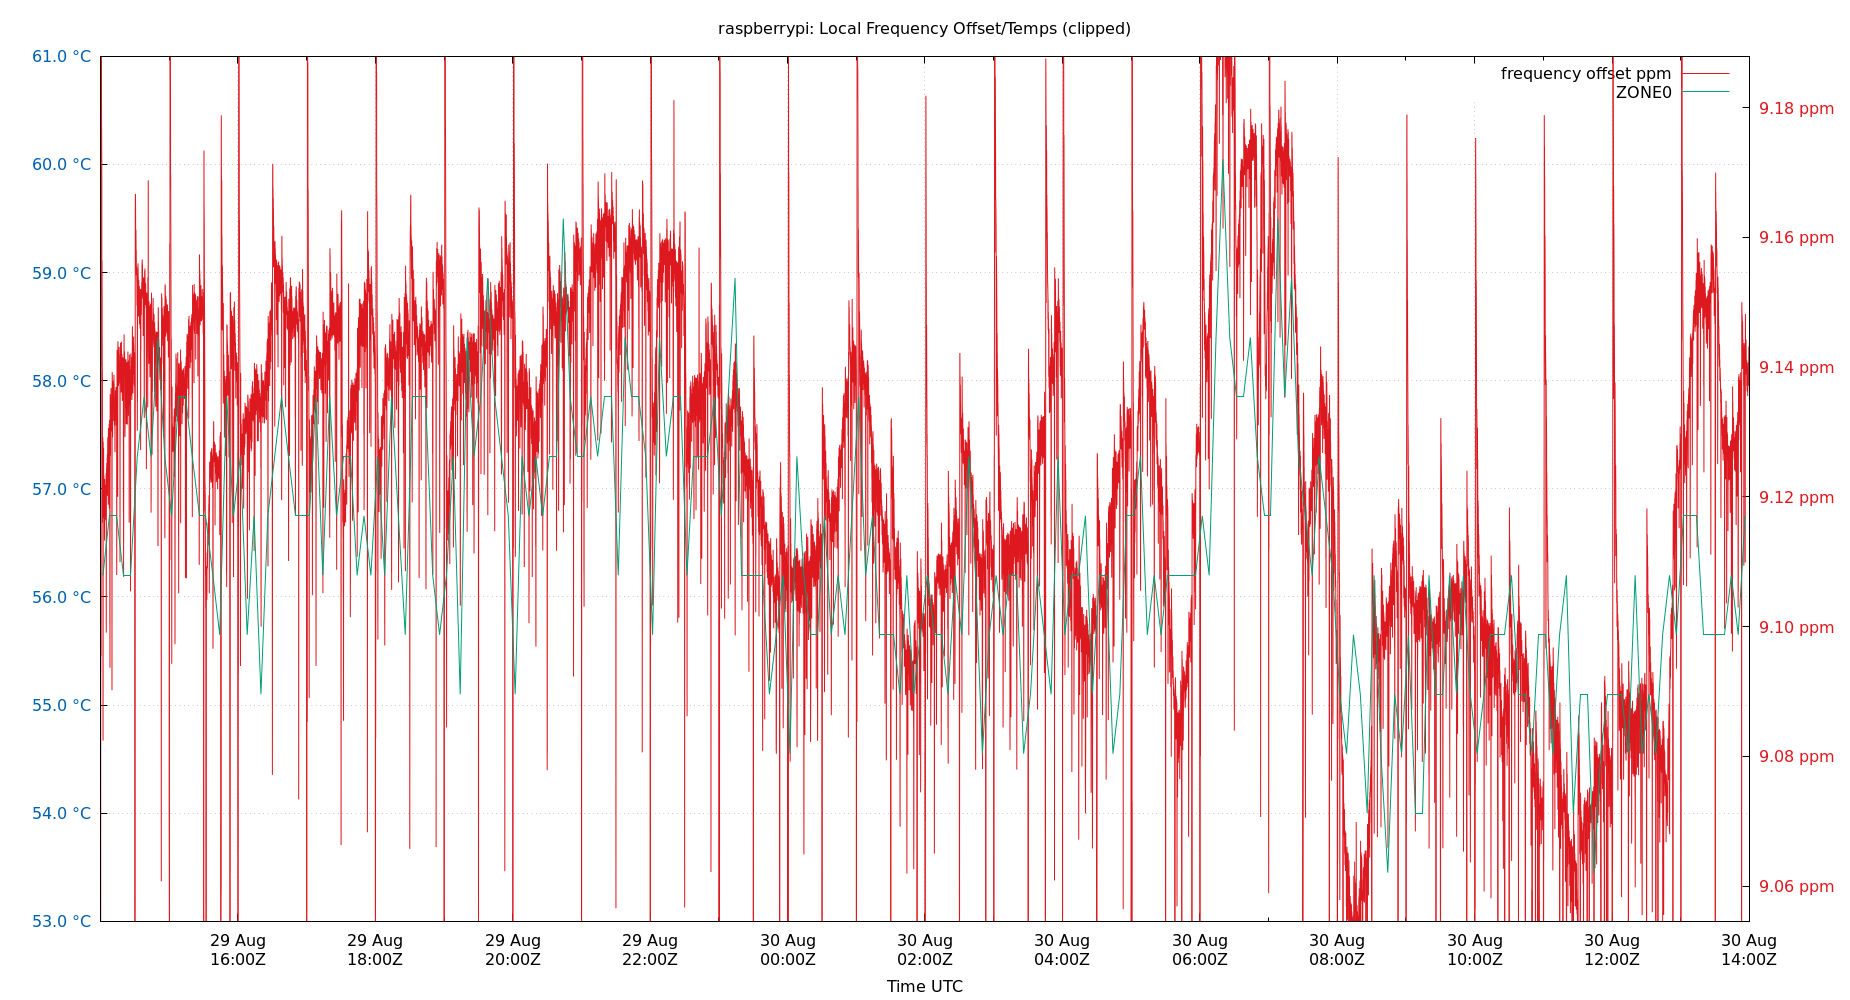 raspberrypi: Local Frequency Offset/Temps (clipped)
61.0 °C
60.0 °C
59.0 °C
58.0 °C
57.0 °C
56.0 °C
55.0 °C
54.0 °C
53.0 °C
frequency offset ppm
ZONE0
9.18 ppm
9.16 ppm
9.14 ppm
9.12 ppm
9.10 ppm
9.08 ppm
9.06 ppm
29 Aug 29 Aug 29 Aug 29 Aug 30 Aug 30 Aug 30 Aug 30 Aug 30 Aug 30 Aug 30 Aug 30 Aug
16:00Z 18:00Z 20:00Z 22:00Z 00:00Z 02:00Z 04:00Z 06:00Z 08:00Z 10:00Z 12:00Z 14:00Z
Time UTC